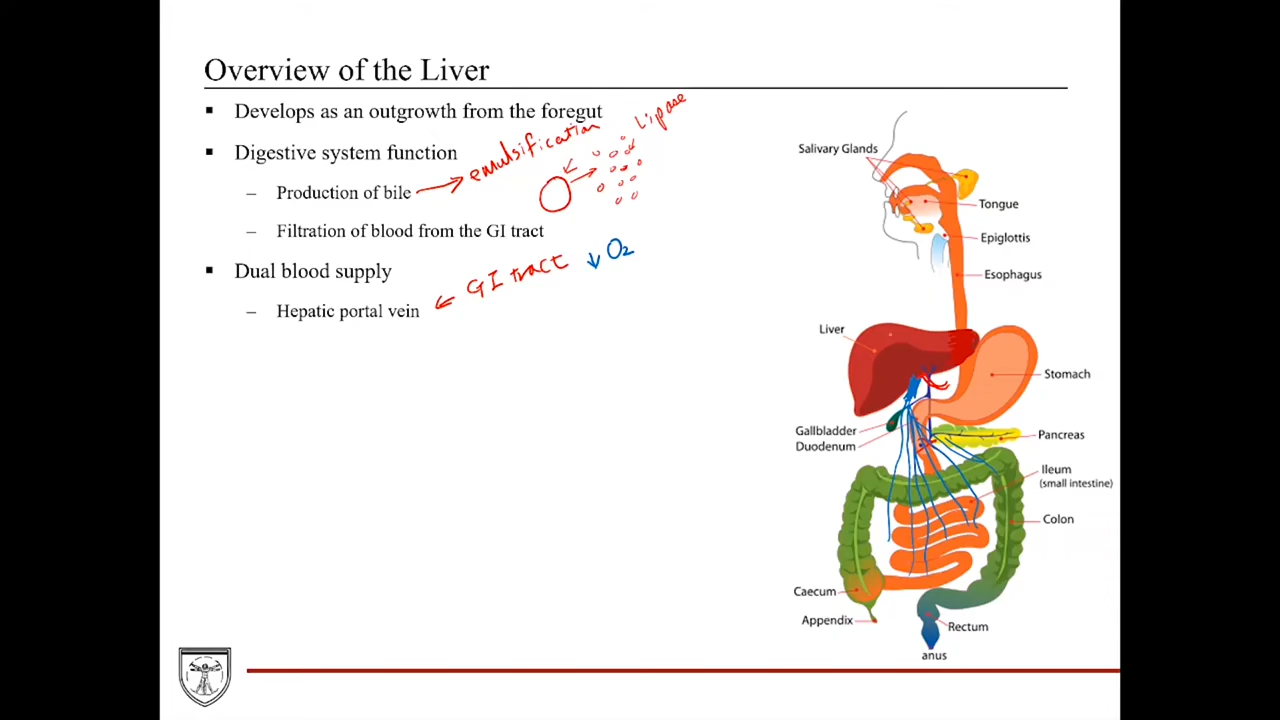 Overview of the Liver
▪ Develops as an outgrowth from the foregut
lipase
▪ Digestive system function
emulsification
– Production of bile
– Filtration of blood from the GI tract
▪ Dual blood supply
GI tract ↓ O2
– Hepatic portal vein
Salivary Glands
Tongue
Epiglottis
Esophagus
Liver
Stomach
Gallbladder
Duodenum
Pancreas
Ileum
(small intestine)
Colon
Caecum
Appendix
Rectum
anus